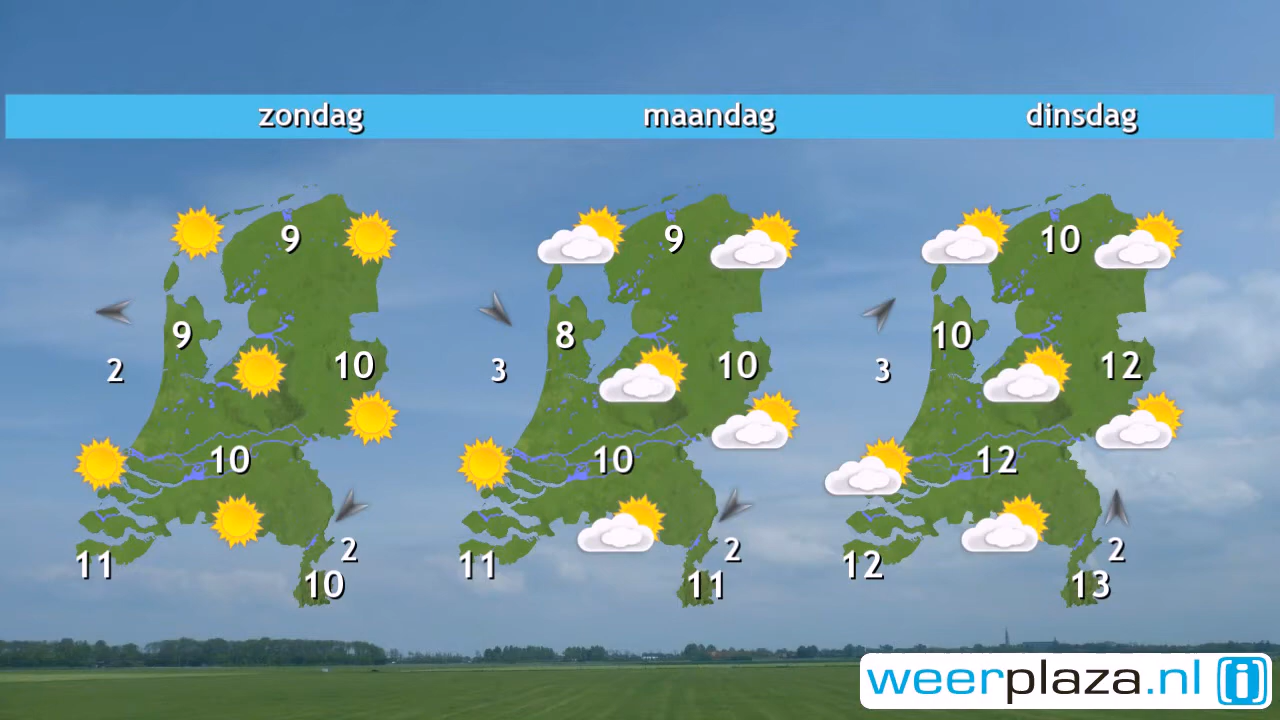 zondag maandag dinsdag
9 9 10
9 8 10
10 10 12
2 3 3
10 10 12
2 2 2
11 11 12
10 11 13
weerplaza.nl i